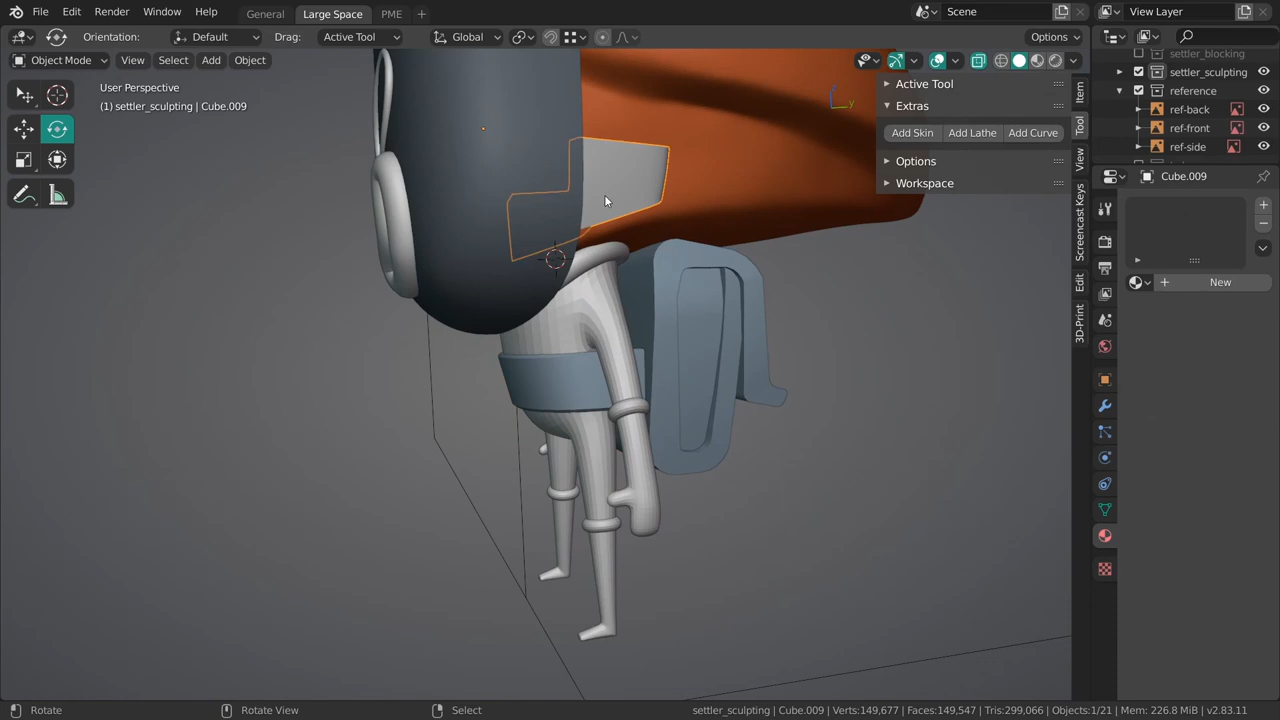 File Edit Render Window Help General Large Space PME + Scene View Layer
Orientation: Default Drag: Active Tool Global Options
Object Mode View Select Add Object
User Perspective
(1) settler_sculpting | Cube.009
z
y
Active Tool
Extras
Add Skin Add Lathe Add Curve
Options
Workspace
Item
Tool
View
Screencast Keys
Edit
3D-Print
settler_blocking
settler_sculpting
reference
ref-back
ref-front
ref-side
Cube.009
New
Rotate Rotate View Select settler_sculpting | Cube.009 | Verts:149,677 | Faces:149,547 | Tris:299,066 | Objects:1/21 | Mem: 226.8 MiB | v2.83.11